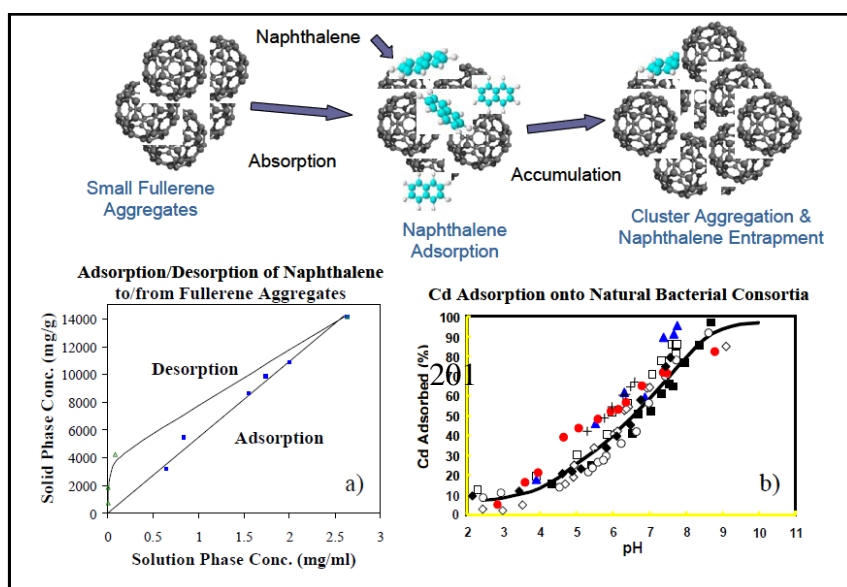 Naphthalene
Absorption
Accumulation
Small Fullerene
Aggregates
Naphthalene
Adsorption
Cluster Aggregation &
Naphthalene Entrapment
Adsorption/Desorption of Naphthalene
to/from Fullerene Aggregates
Solid Phase Conc. (mg/g)
14000
12000
10000
8000
6000
4000
2000
0
Desorption
Adsorption
a)
0 0.5 1 1.5 2 2.5 3
Solution Phase Conc. (mg/ml)
Cd Adsorption onto Natural Bacterial Consortia
Cd Adsorbed (%)
100
90
80
70
60
50
40
30
20
10
0
201
b)
2 3 4 5 6 7 8 9 10 11
pH